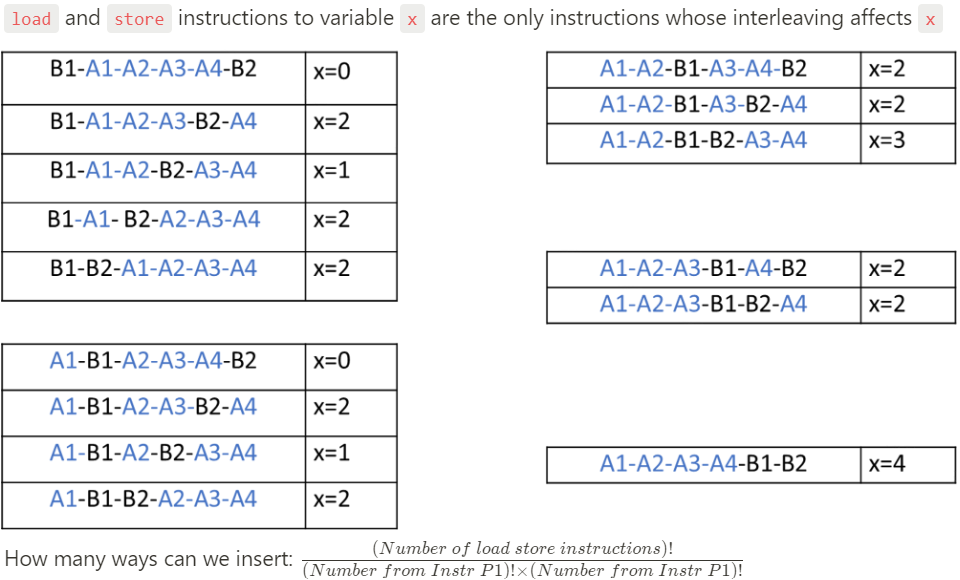 load and store instructions to variable x are the only instructions whose interleaving affects x
B1-A1-A2-A3-A4-B2 x=0
B1-A1-A2-A3-B2-A4 x=2
B1-A1-A2-B2-A3-A4 x=1
B1-A1- B2-A2-A3-A4 x=2
B1-B2-A1-A2-A3-A4 x=2
A1-B1-A2-A3-A4-B2 x=0
A1-B1-A2-A3-B2-A4 x=2
A1-B1-A2-B2-A3-A4 x=1
A1-B1-B2-A2-A3-A4 x=2
A1-A2-B1-A3-A4-B2 x=2
A1-A2-B1-A3-B2-A4 x=2
A1-A2-B1-B2-A3-A4 x=3
A1-A2-A3-B1-A4-B2 x=2
A1-A2-A3-B1-B2-A4 x=2
A1-A2-A3-A4-B1-B2 x=4
How many ways can we insert: (Number of load store instructions)!
(Number from Instr P1)!×(Number from Instr P1)!